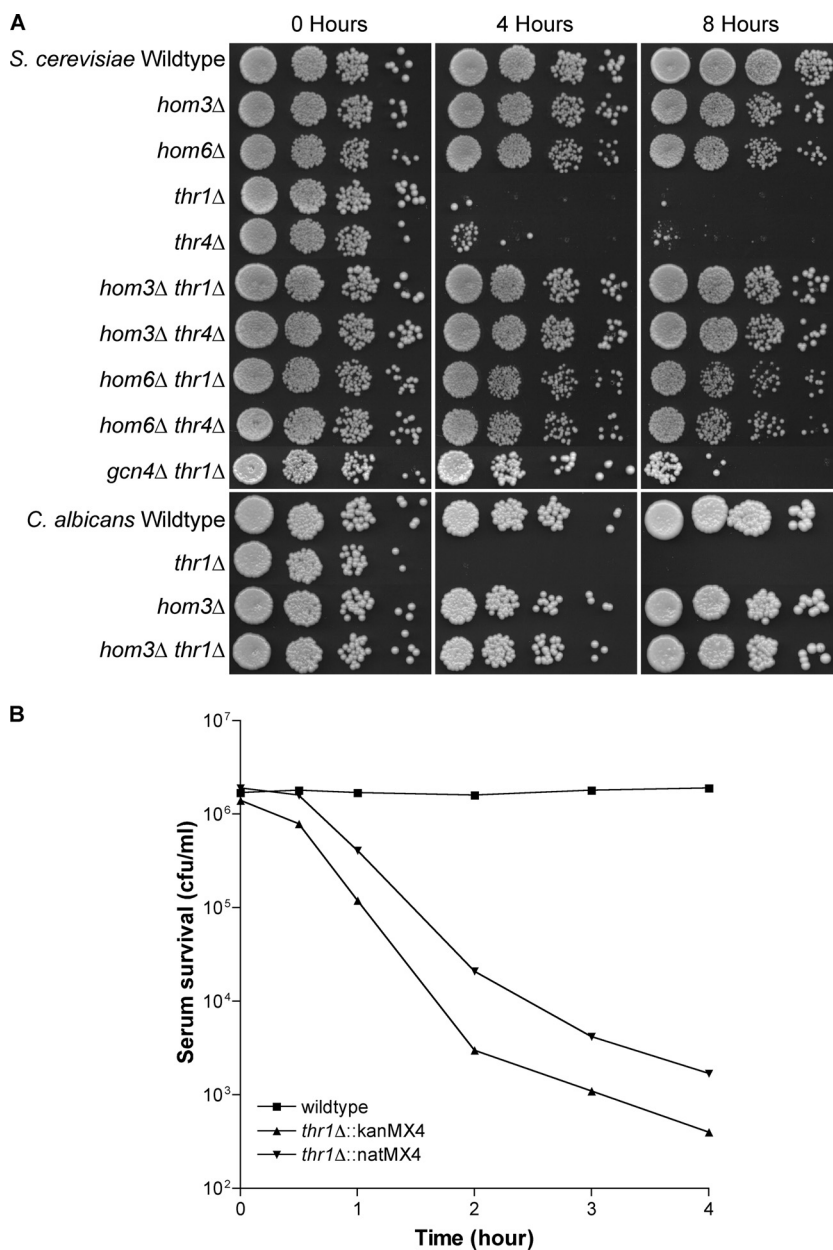 A
0 Hours 4 Hours 8 Hours
S. cerevisiae Wildtype
hom3Δ
hom6Δ
thr1Δ
thr4Δ
hom3Δ thr1Δ
hom3Δ thr4Δ
hom6Δ thr1Δ
hom6Δ thr4Δ
gcn4Δ thr1Δ
C. albicans Wildtype
thr1Δ
hom3Δ
hom3Δ thr1Δ
B
Serum survival (cfu/ml)
10⁷
10⁶
10⁵
10⁴
10³
10²
wildtype
thr1Δ::kanMX4
thr1Δ::natMX4
0 1 2 3 4
Time (hour)